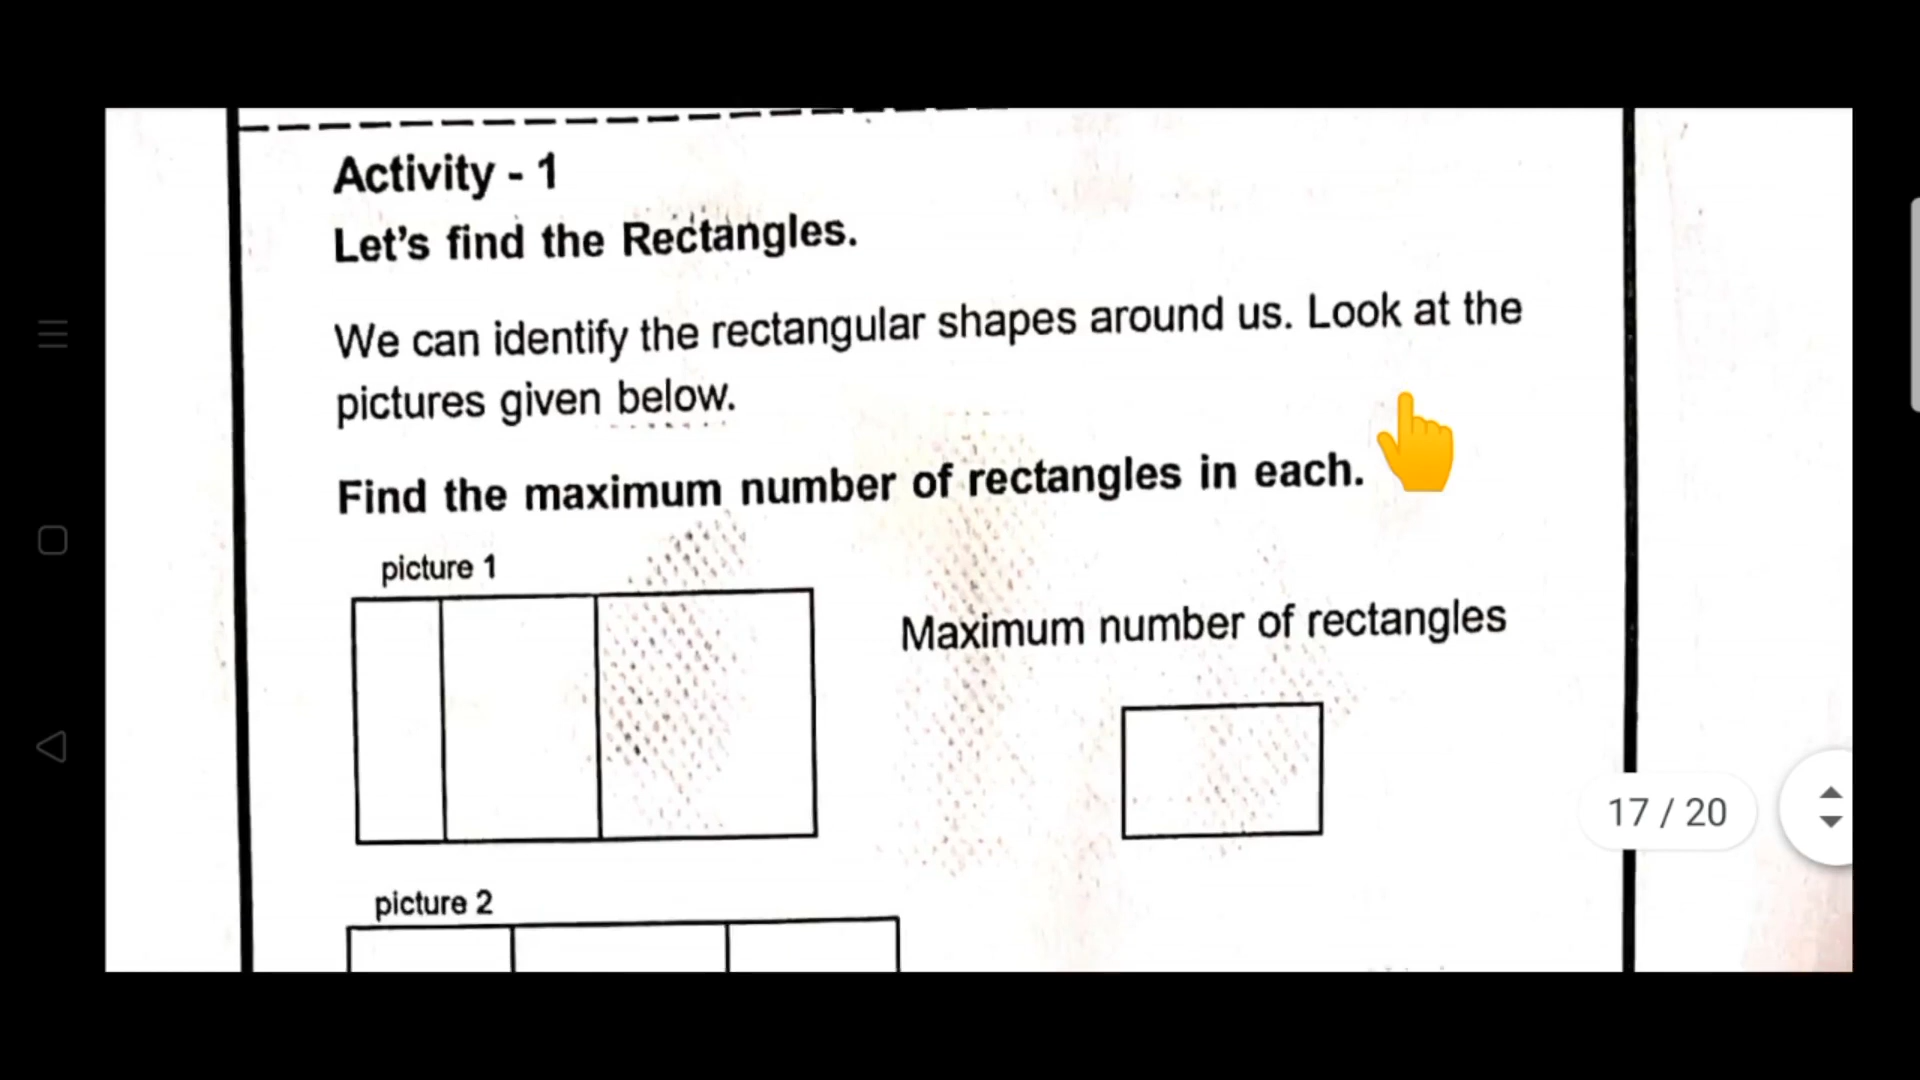 Activity - 1
Let's find the Rectangles.
We can identify the rectangular shapes around us. Look at the
pictures given below.
Find the maximum number of rectangles in each.
picture 1
Maximum number of rectangles
17 / 20
picture 2